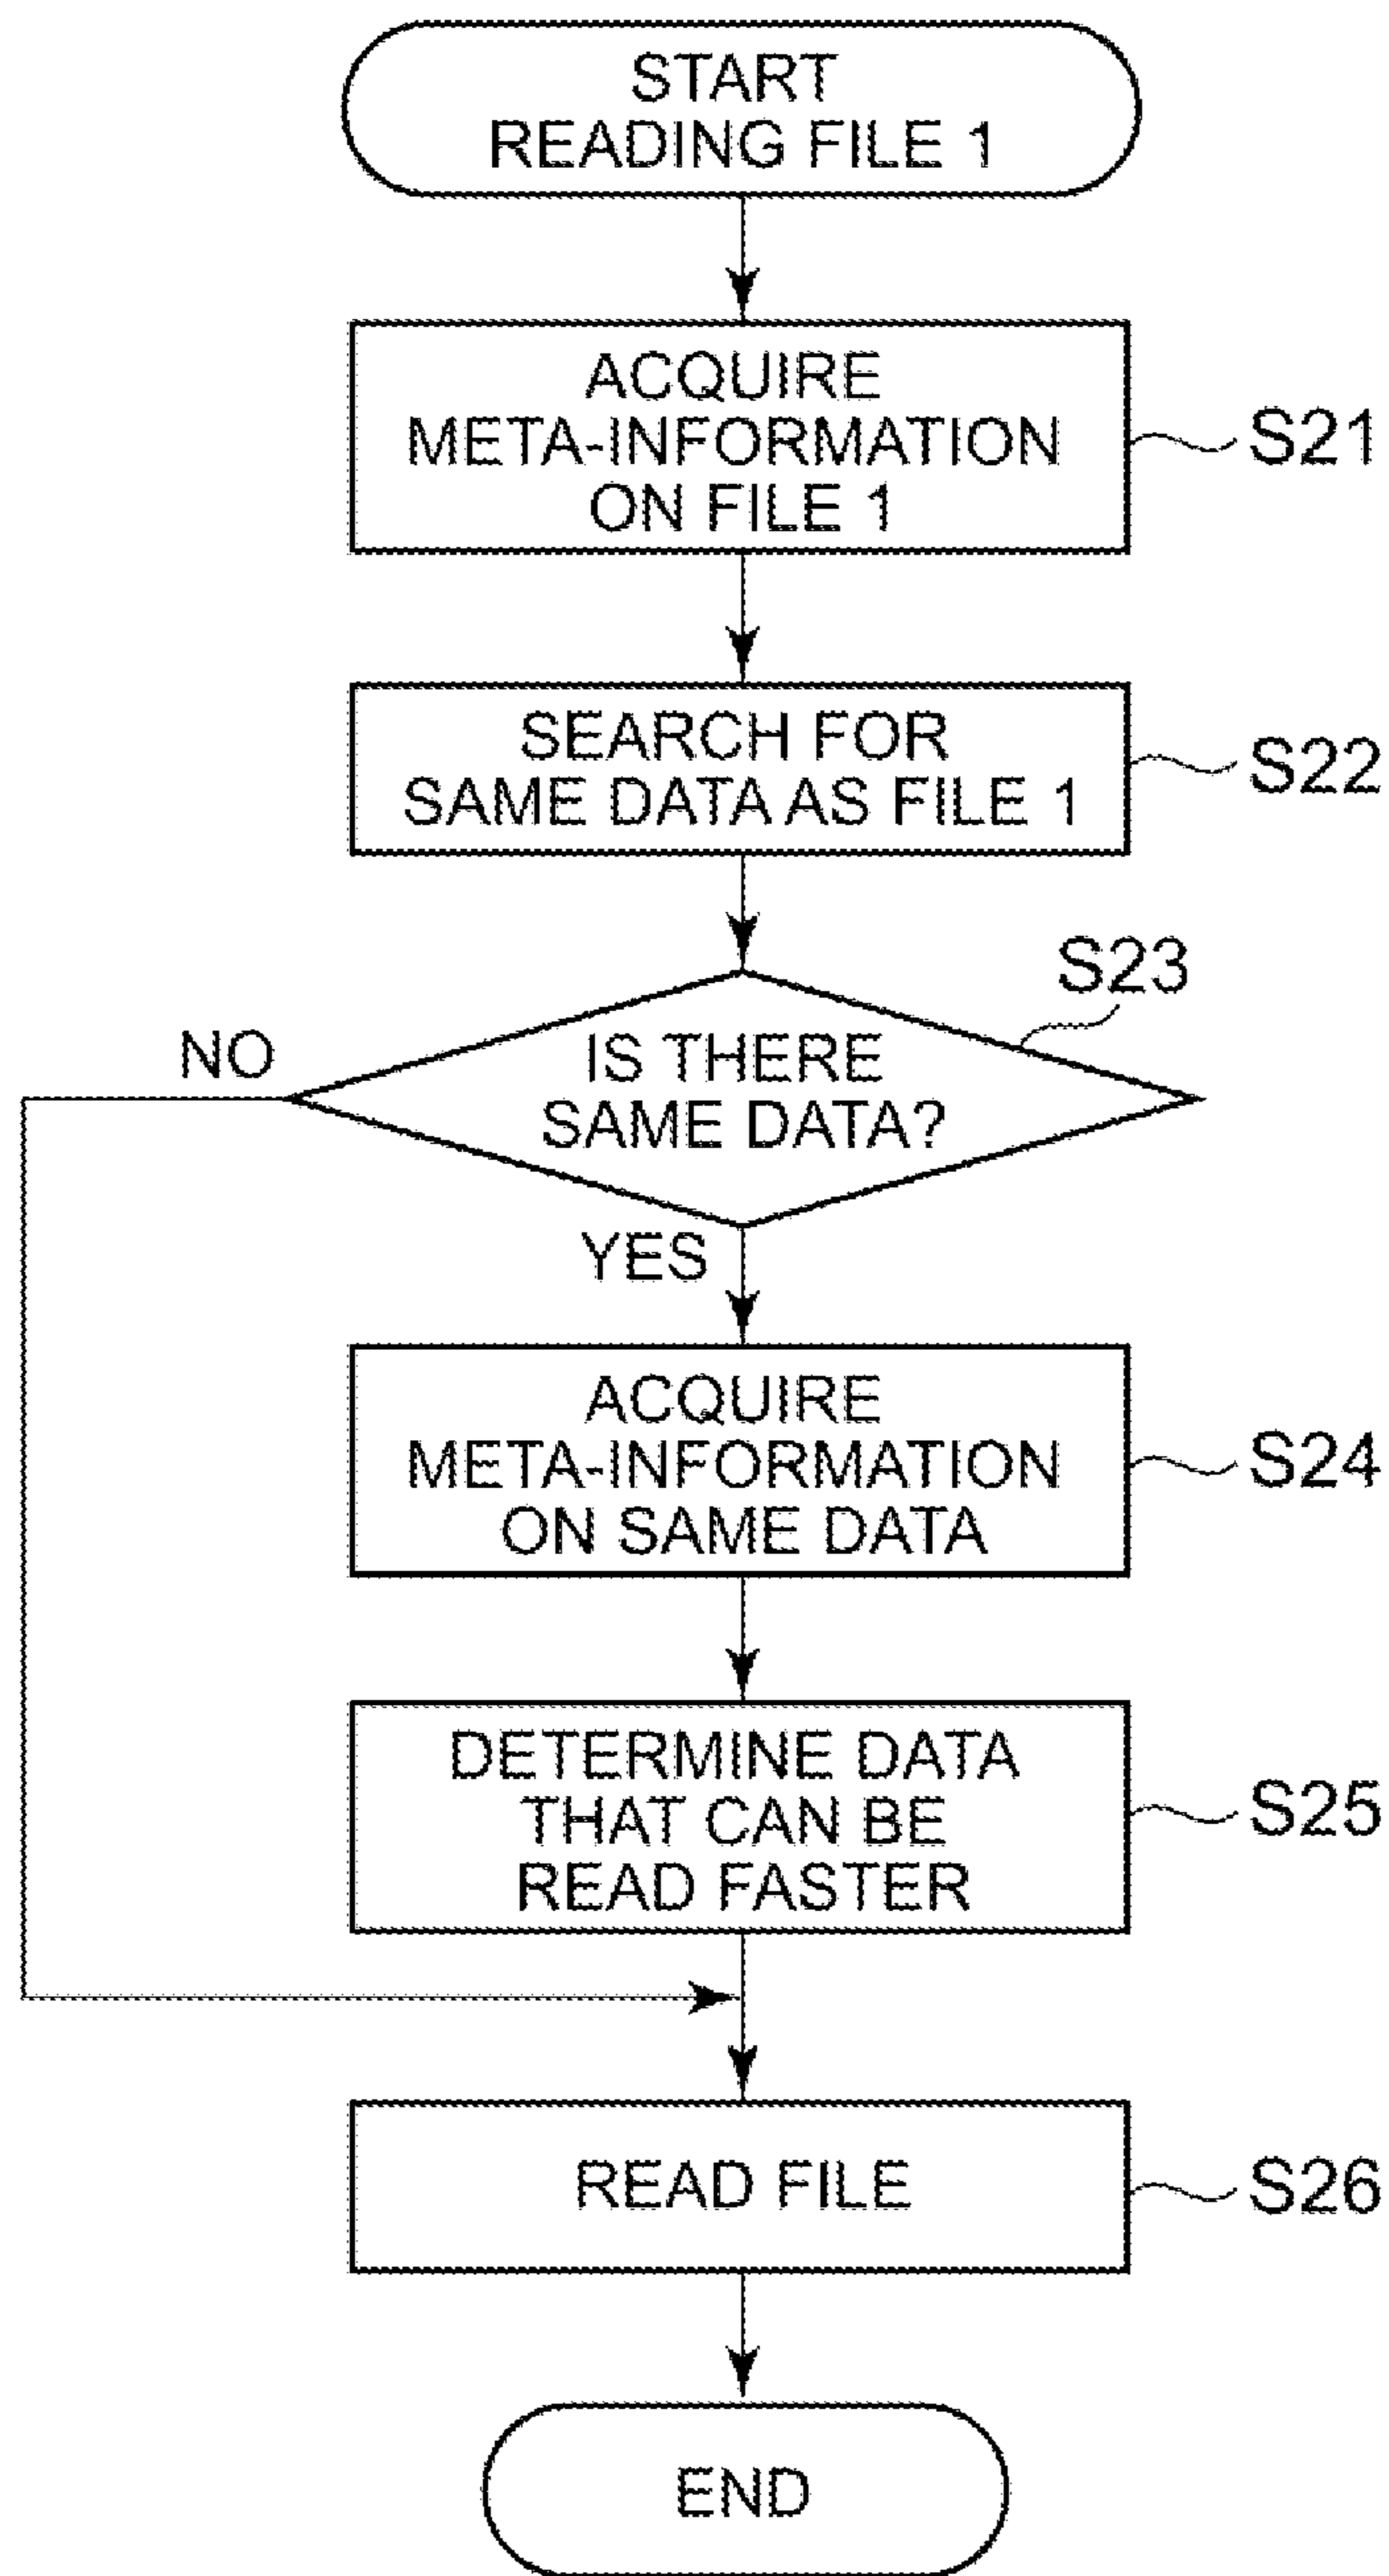 START
READING FILE 1
ACQUIRE
META-INFORMATION
ON FILE 1
S21
SEARCH FOR
SAME DATA AS FILE 1
S22
S23
NO
IS THERE
SAME DATA?
YES
ACQUIRE
META-INFORMATION
ON SAME DATA
S24
DETERMINE DATA
THAT CAN BE
READ FASTER
S25
READ FILE
S26
END